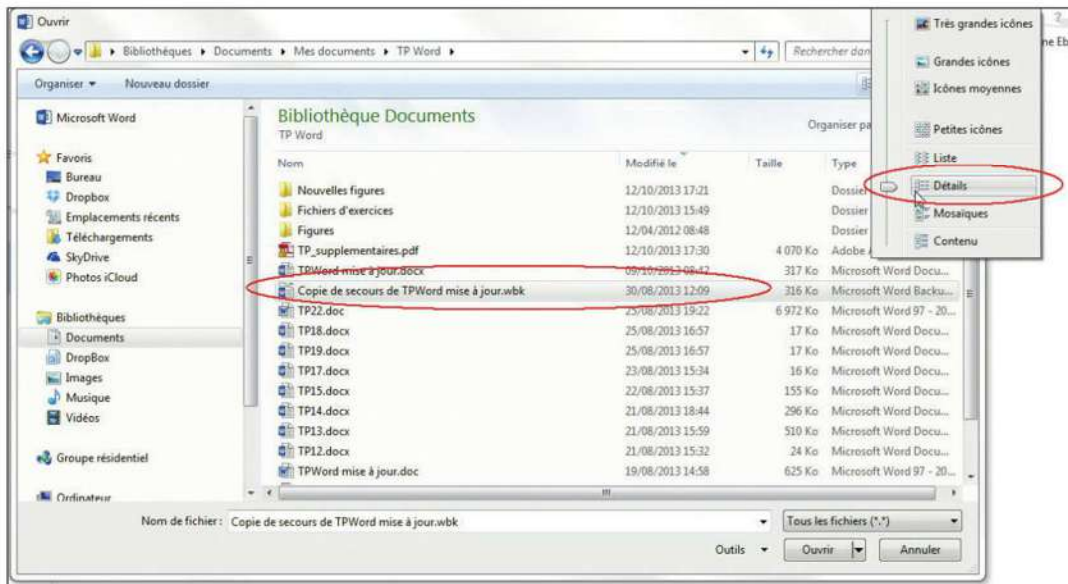 Ouvrir
Bibliothèques ▸ Documents ▸ Mes documents ▸ TP Word ▸
Rechercher dan
Organiser Nouveau dossier
Microsoft Word
Favoris
Bureau
Dropbox
Emplacements récents
Téléchargements
SkyDrive
Photos iCloud
Bibliothèques
Documents
DropBox
Images
Musique
Vidéos
Groupe résidentiel
Ordinateur
Bibliothèque Documents
TP Word
Organiser pa
Nom Modifié le Taille Type
Nouvelles figures 12/10/2013 17:21 Dossier
Fichiers d'exercices 12/10/2013 15:49 Dossier
Figures 12/04/2012 08:48 Dossier
TP_supplementaires.pdf 12/10/2013 17:30 4 070 Ko Adobe
TPWord mise à jour.docx 09/10/2013 08:42 317 Ko Microsoft Word Docu...
Copie de secours de TPWord mise à jour.wbk 30/08/2013 12:09 316 Ko Microsoft Word Backu...
TP22.doc 25/08/2013 19:22 6 972 Ko Microsoft Word 97 - 20...
TP18.docx 25/08/2013 16:57 17 Ko Microsoft Word Docu...
TP19.docx 25/08/2013 16:57 17 Ko Microsoft Word Docu...
TP17.docx 23/08/2013 15:34 16 Ko Microsoft Word Docu...
TP15.docx 22/08/2013 15:37 155 Ko Microsoft Word Docu...
TP14.docx 21/08/2013 18:44 296 Ko Microsoft Word Docu...
TP13.docx 21/08/2013 15:59 510 Ko Microsoft Word Docu...
TP12.docx 21/08/2013 15:32 24 Ko Microsoft Word Docu...
TPWord mise à jour.doc 19/08/2013 14:58 625 Ko Microsoft Word 97 - 20...
Très grandes icônes
Grandes icônes
Icônes moyennes
Petites icônes
Liste
Détails
Mosaïques
Contenu
?
ne Eb
Nom de fichier : Copie de secours de TPWord mise à jour.wbk Tous les fichiers (*.*)
Outils Ouvrir Annuler